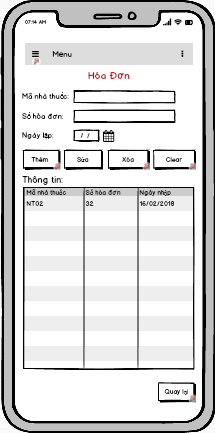 07:14 AM
Menu
Hóa Đơn
Mã nhà thuốc:
Số hóa đơn:
Ngày lập: / /
Thêm Sửa Xóa Clear
Thông tin:
Mã nhà thuốc Số hóa đơn Ngày nhập
NT02 32 16/02/2018
Quay lại